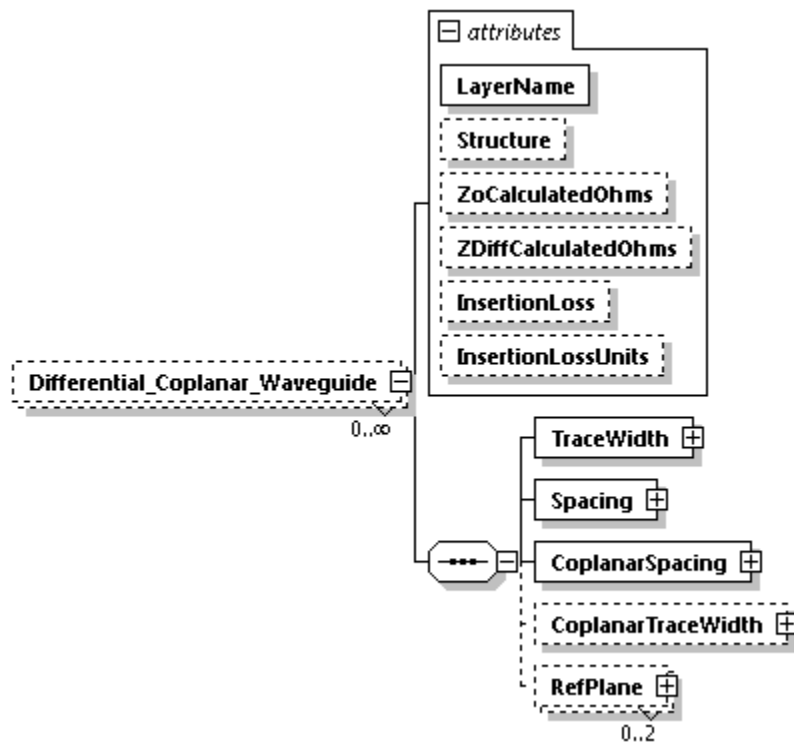 attributes
LayerName
Structure
ZoCalculatedOhms
ZDiffCalculatedOhms
InsertionLoss
InsertionLossUnits
Differential_Coplanar_Waveguide
0..∞
TraceWidth
Spacing
CoplanarSpacing
CoplanarTraceWidth
RefPlane
0..2